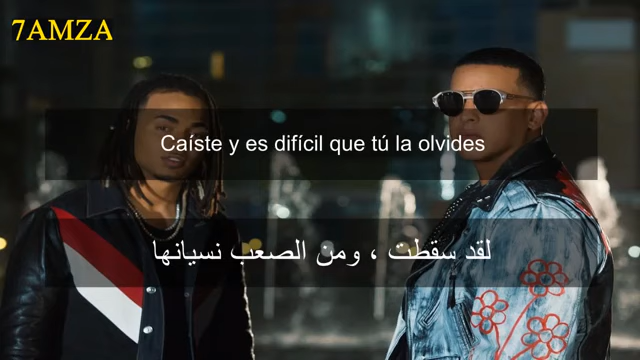 7AMZA
Caíste y es difícil que tú la olvides
لقد سقطت ، ومن الصعب نسيانها